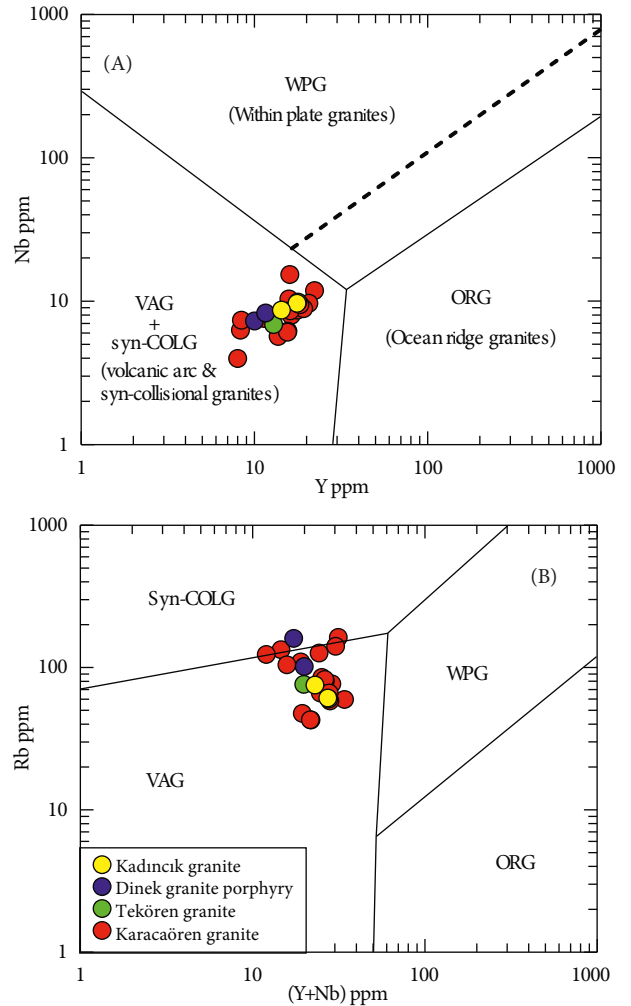 1000
(A)
WPG
(Within plate granites)
100
Nb ppm
VAG
+
syn-COLG
(volcanic arc &
syn-collisional granites)
ORG
(Ocean ridge granites)
10
1
1
10
100
1000
Y ppm
1000
(B)
Syn-COLG
100
WPG
Rb ppm
VAG
10
ORG
Kadıncık granite
Dinek granite porphyry
Tekören granite
Karacaören granite
1
1
10
100
1000
(Y+Nb) ppm